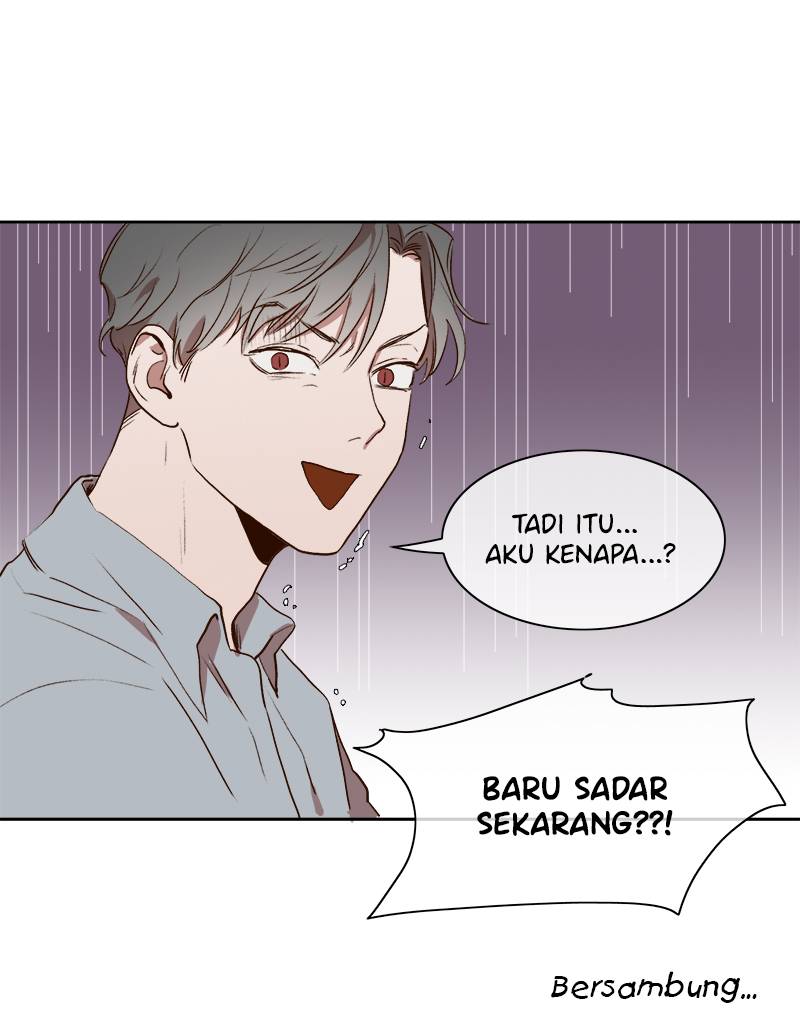 TADI ITU...
AKU KENAPA...?
BARU SADAR
SEKARANG??!
Bersambung...